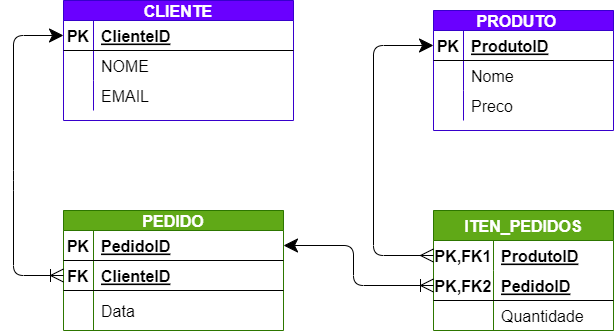 CLIENTE
PK ClienteID
NOME
EMAIL
PRODUTO
PK ProdutoID
Nome
Preco
PEDIDO
PK PedidoID
FK ClienteID
Data
ITEN_PEDIDOS
PK,FK1 ProdutoID
PK,FK2 PedidoID
Quantidade